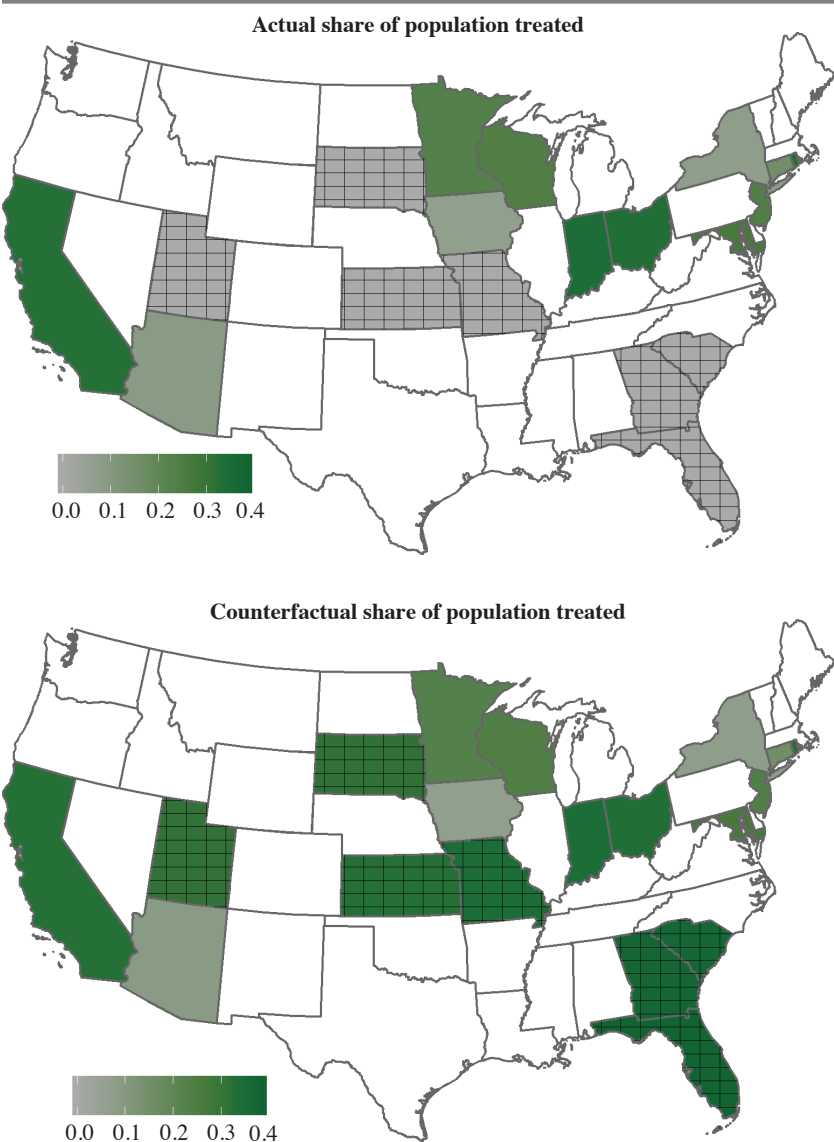 Actual share of population treated
0.0 0.1 0.2 0.3 0.4
Counterfactual share of population treated
0.0 0.1 0.2 0.3 0.4